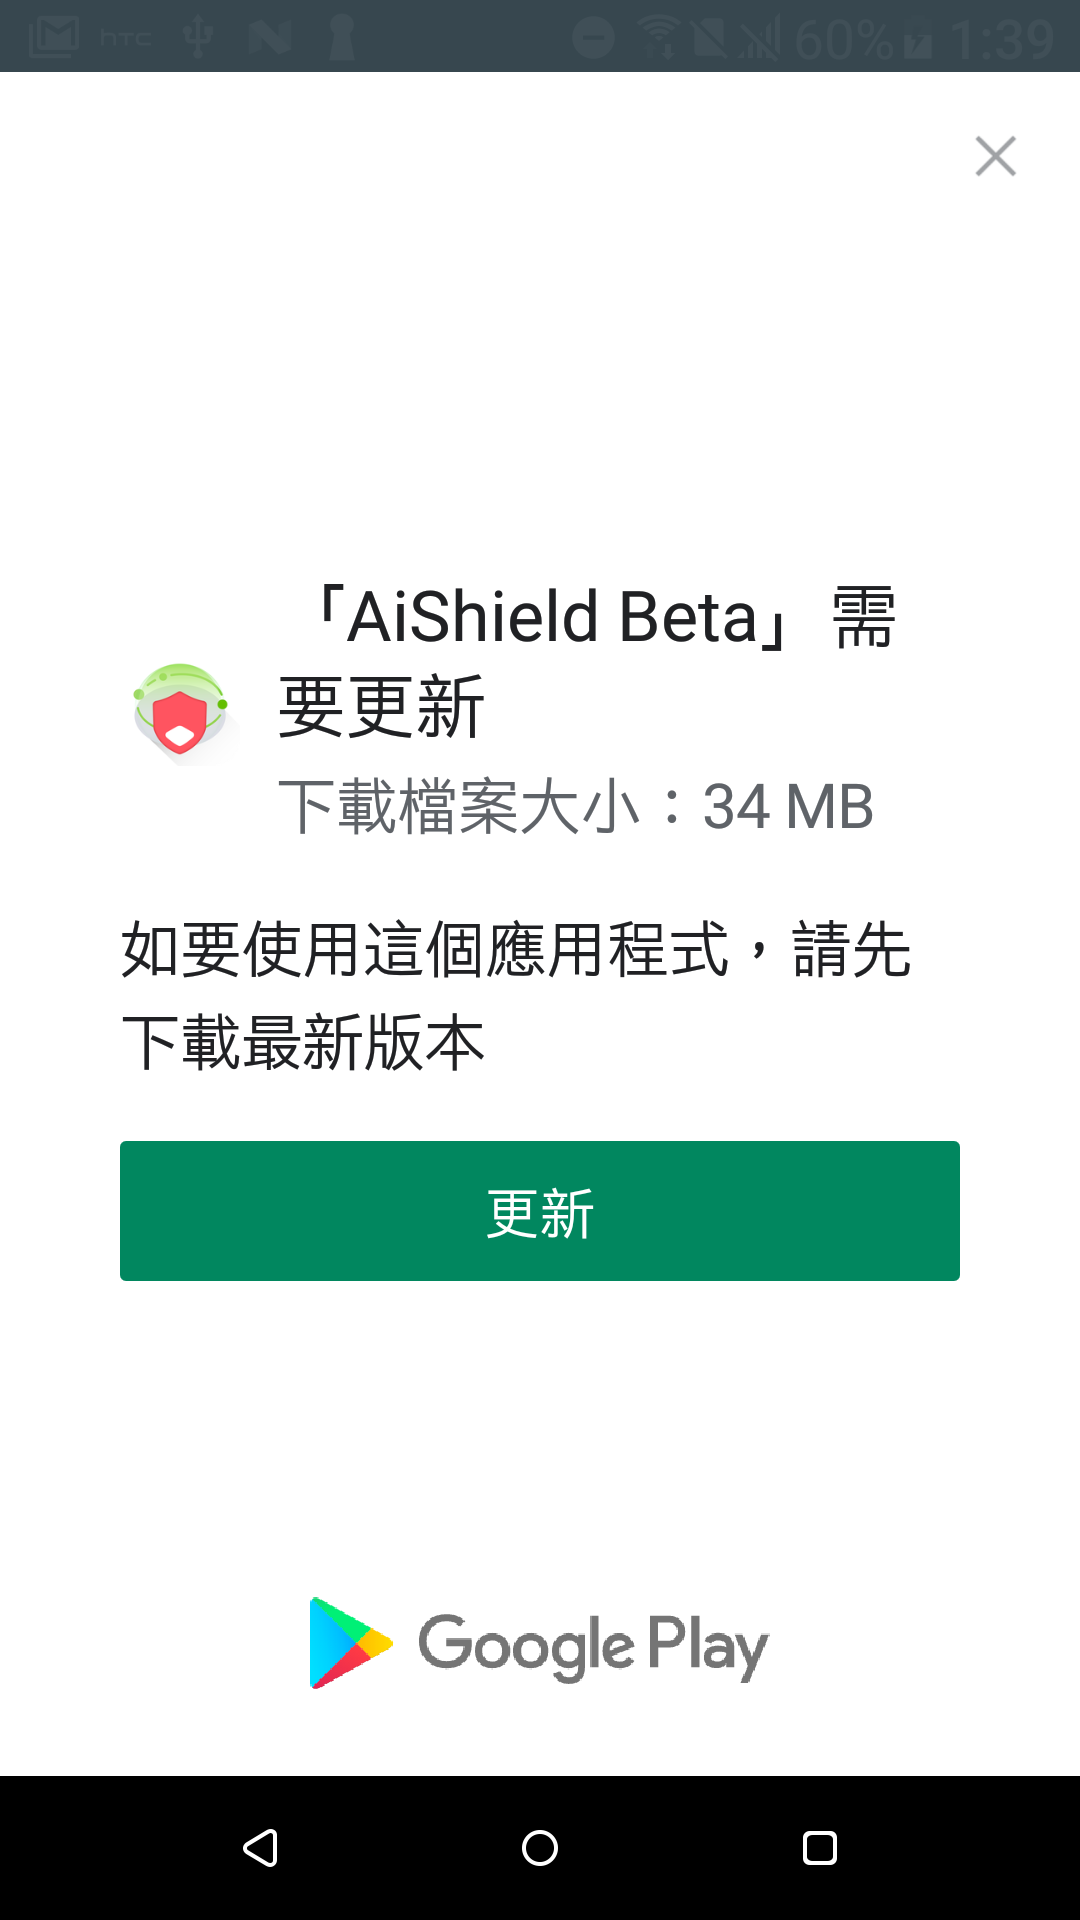 htc 60% 1:39
「AiShield Beta」需
要更新
下載檔案大小：34 MB
如要使用這個應用程式，請先
下載最新版本
更新
Google Play